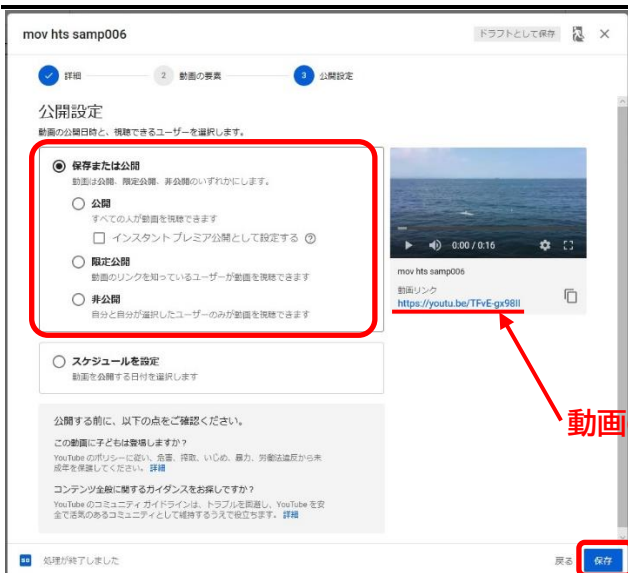 mov hts samp006
ドラフトとして保存
詳細
2 動画の要素
3 公開設定
公開設定
動画の公開日時と、視聴できるユーザーを選択します。
保存または公開
動画は公開、限定公開、非公開のいずれかにします。
公開
すべての人が動画を視聴できます
インスタント プレミア公開として設定する
限定公開
動画のリンクを知っているユーザーが動画を視聴できます
非公開
自分と自分が選択したユーザーのみが動画を視聴できます
0:00 / 0:16
mov hts samp006
動画リンク
https://youtu.be/TFvE-gx98II
スケジュールを設定
動画を公開する日付を選択します
動画
公開する前に、以下の点をご確認ください。
この動画に子どもは登場しますか？
YouTube のポリシーに従い、危害、搾取、いじめ、暴力、労働法違反から未
成年を保護してください。 詳細
コンテンツ全般に関するガイダンスをお探しですか？
YouTube のコミュニティ ガイドラインは、トラブルを回避し、YouTube を安
全で活気のあるコミュニティとして維持するうえで役立ちます。 詳細
処理が終了しました
戻る
保存